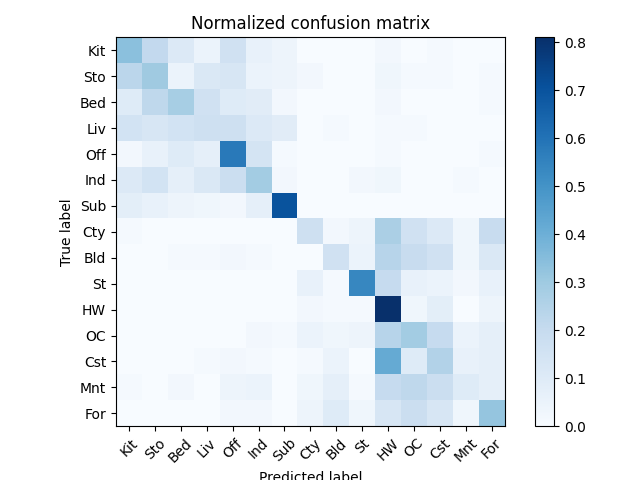 Normalized confusion matrix
True label
Kit
Sto
Bed
Liv
Off
Ind
Sub
Cty
Bld
St
HW
OC
Cst
Mnt
For
Kit Sto Bed Liv Off Ind Sub Cty Bld St HW OC Cst Mnt For
Predicted label
0.8
0.7
0.6
0.5
0.4
0.3
0.2
0.1
0.0